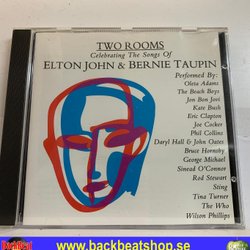 TWO ROOMS
Celebrating The Songs Of
ELTON JOHN & BERNIE TAUPIN
Performed By:
Oleta Adams
The Beach Boys
Jon Bon Jovi
Kate Bush
Eric Clapton
Joe Cocker
Phil Collins
Daryl Hall & John Oates
Bruce Hornsby
George Michael
Sinead O'Connor
Rod Stewart
Sting
Tina Turner
The Who
Wilson Phillips
www.backbeatshop.se